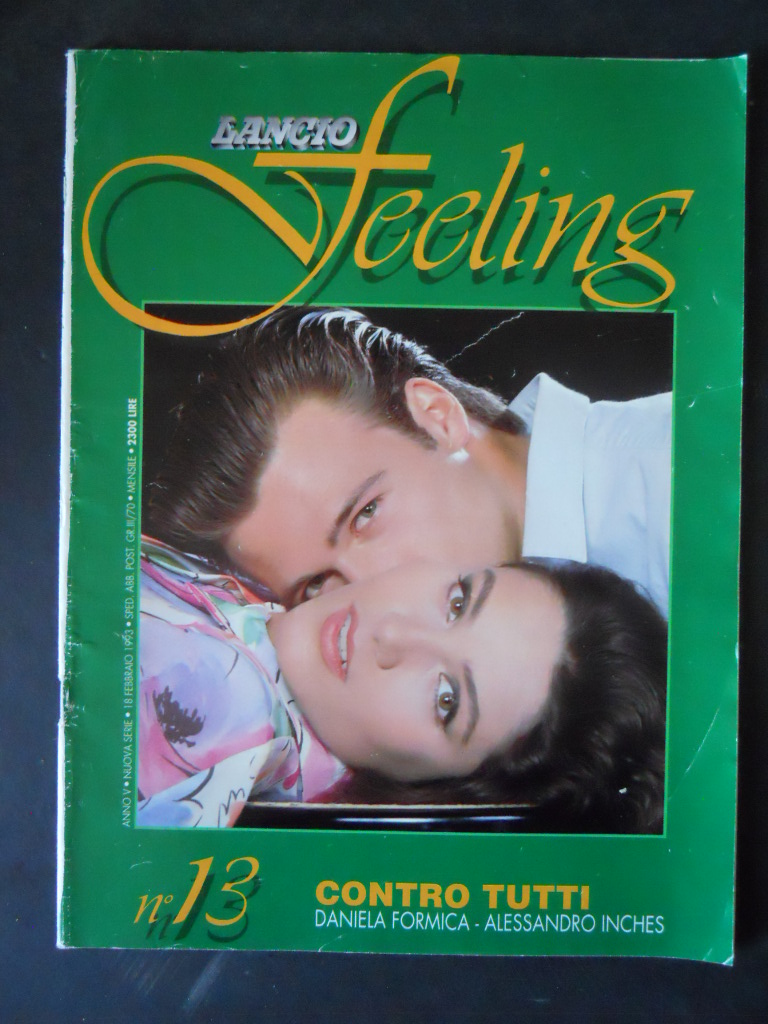 LANCIO
feeling
ANNO V • NUOVA SERIE • 18 FEBBRAIO 1993 • SPED. ABB. POST. GR.III/70 • MENSILE • 2300 LIRE
n° 13
CONTRO TUTTI
DANIELA FORMICA - ALESSANDRO INCHES